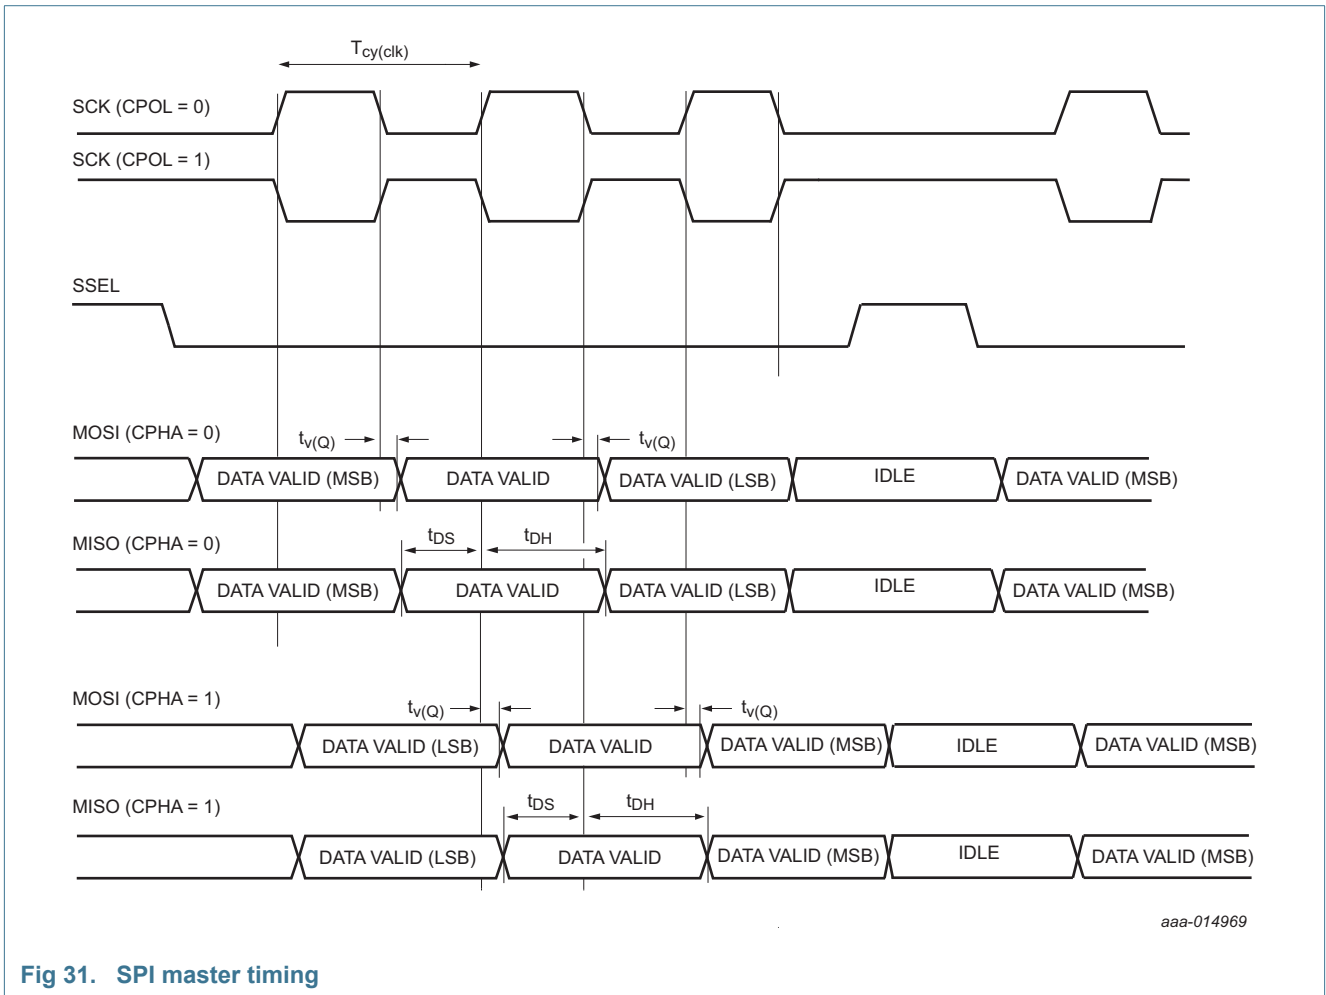 Tcy(clk)
SCK (CPOL = 0)
SCK (CPOL = 1)
SSEL
MOSI (CPHA = 0)
tv(Q) tv(Q)
DATA VALID (MSB) DATA VALID DATA VALID (LSB) IDLE DATA VALID (MSB)
MISO (CPHA = 0)
tDS tDH
DATA VALID (MSB) DATA VALID DATA VALID (LSB) IDLE DATA VALID (MSB)
MOSI (CPHA = 1)
tv(Q) tv(Q)
DATA VALID (LSB) DATA VALID DATA VALID (MSB) IDLE DATA VALID (MSB)
MISO (CPHA = 1)
tDS tDH
DATA VALID (LSB) DATA VALID DATA VALID (MSB) IDLE DATA VALID (MSB)
aaa-014969
Fig 31. SPI master timing